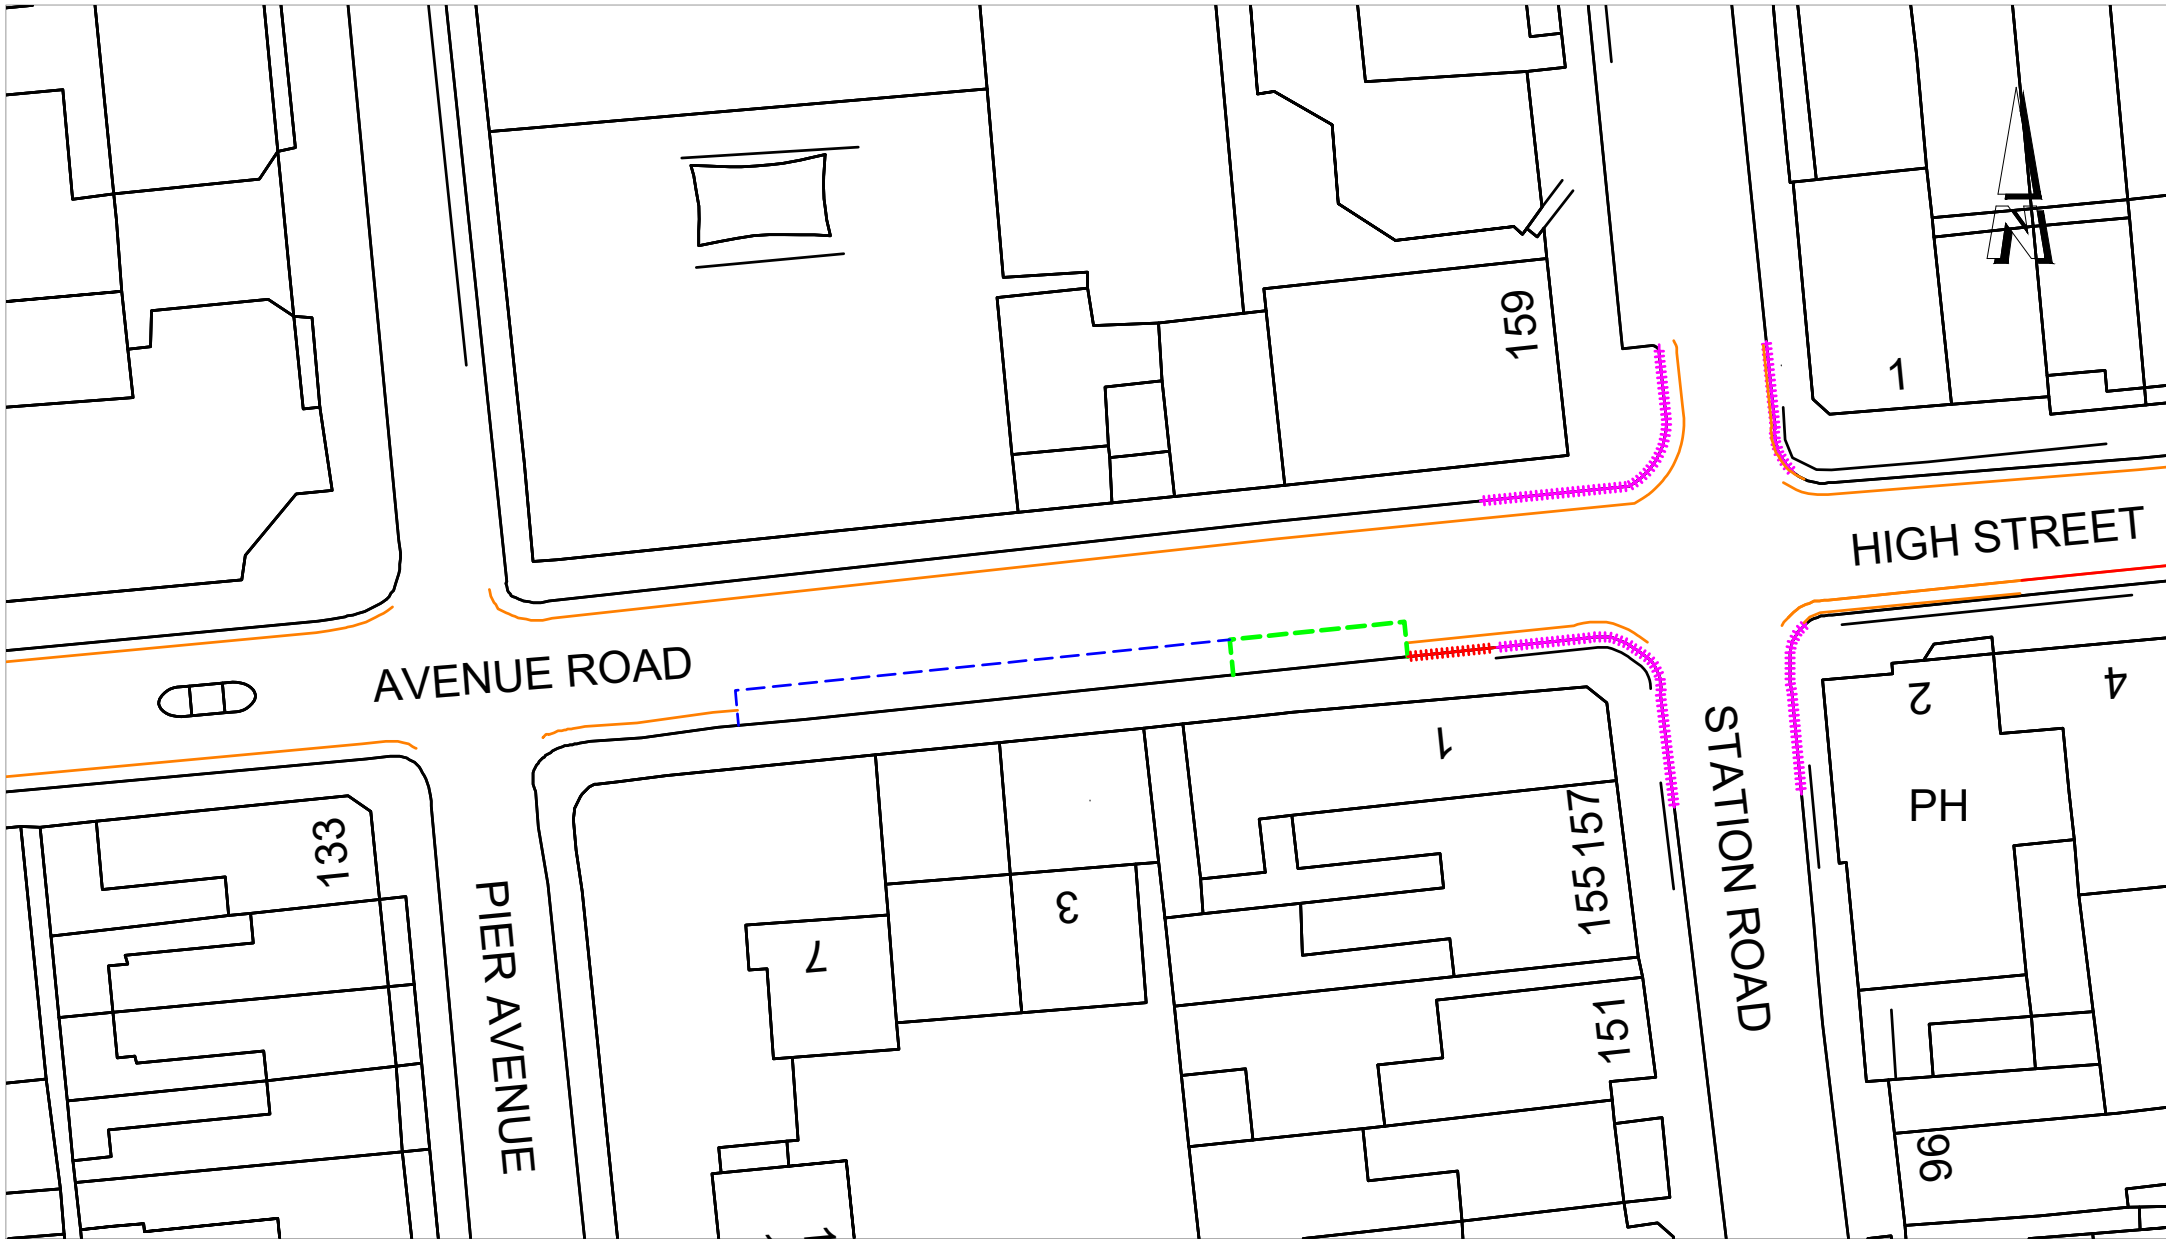 N
159
1
HIGH STREET
AVENUE ROAD
1
2
4
STATION ROAD
PH
133
155 157
PIER AVENUE
3
7
151
96